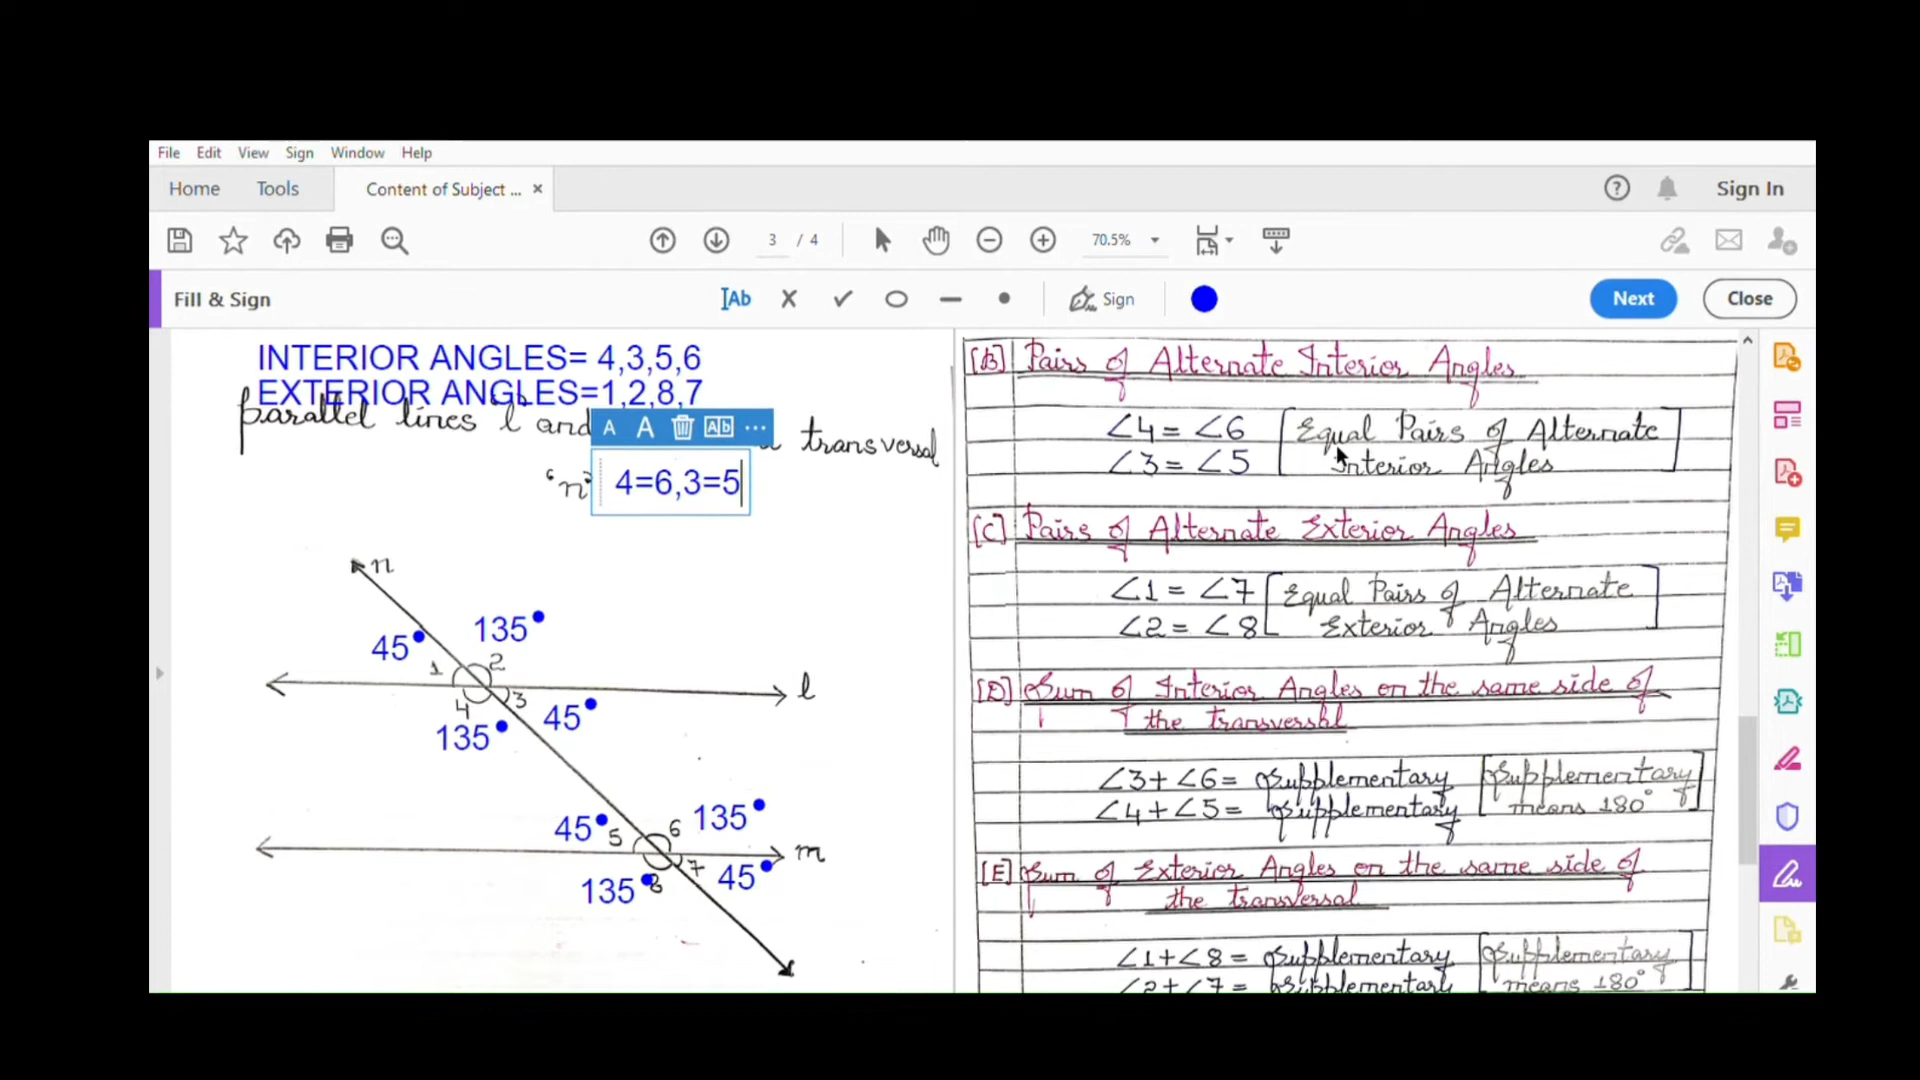 File Edit View Sign Window Help
Home Tools Content of Subject ... × Sign In
3 / 4 70.5%
Fill & Sign Ab Sign Next Close
INTERIOR ANGLES= 4,3,5,6
EXTERIOR ANGLES=1,2,8,7
parallel lines 'l' and a transversal
A A Ab ...
'n' 4=6,3=5
n
45• 135•
1 2
l
4 3
135• 45•
45• 135•
5 6
m
8 7
135• 45•
[B] Pairs of Alternate Interior Angles
∠4 = ∠6 [Equal Pairs of Alternate
∠3 = ∠5 Interior Angles]
[C] Pairs of Alternate Exterior Angles
∠1 = ∠7 [Equal Pairs of Alternate
∠2 = ∠8 Exterior Angles]
[D] Sum of Interior Angles on the same side of
the transversal
∠3+∠6= Supplementary [Supplementary
∠4+∠5= Supplementary means 180°]
[E] Sum of Exterior Angles on the same side of
the transversal
∠1+∠8= Supplementary [Supplementary
∠2+∠7= Supplementary means 180°]